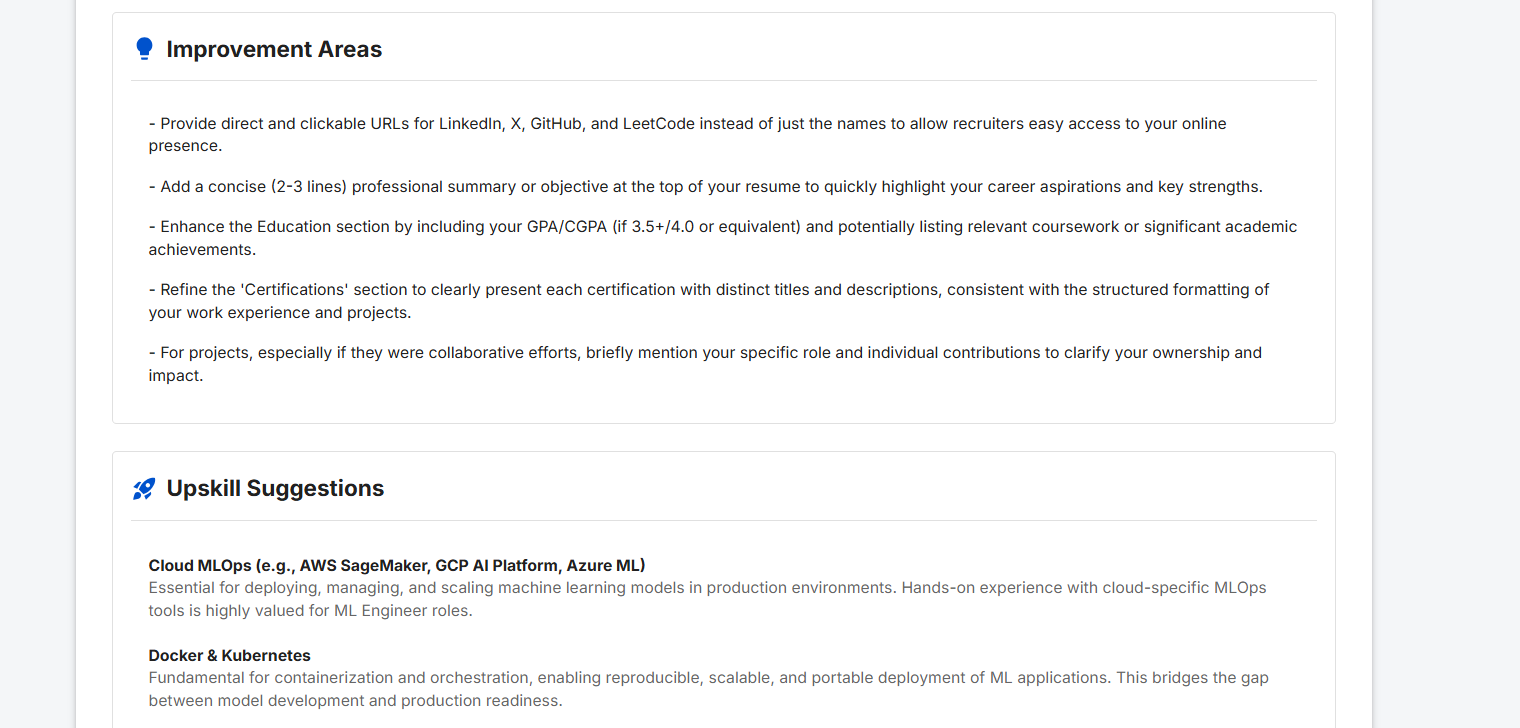 Improvement Areas
- Provide direct and clickable URLs for LinkedIn, X, GitHub, and LeetCode instead of just the names to allow recruiters easy access to your online
presence.
- Add a concise (2-3 lines) professional summary or objective at the top of your resume to quickly highlight your career aspirations and key strengths.
- Enhance the Education section by including your GPA/CGPA (if 3.5+/4.0 or equivalent) and potentially listing relevant coursework or significant academic
achievements.
- Refine the 'Certifications' section to clearly present each certification with distinct titles and descriptions, consistent with the structured formatting of
your work experience and projects.
- For projects, especially if they were collaborative efforts, briefly mention your specific role and individual contributions to clarify your ownership and
impact.
Upskill Suggestions
Cloud MLOps (e.g., AWS SageMaker, GCP AI Platform, Azure ML)
Essential for deploying, managing, and scaling machine learning models in production environments. Hands-on experience with cloud-specific MLOps
tools is highly valued for ML Engineer roles.
Docker & Kubernetes
Fundamental for containerization and orchestration, enabling reproducible, scalable, and portable deployment of ML applications. This bridges the gap
between model development and production readiness.